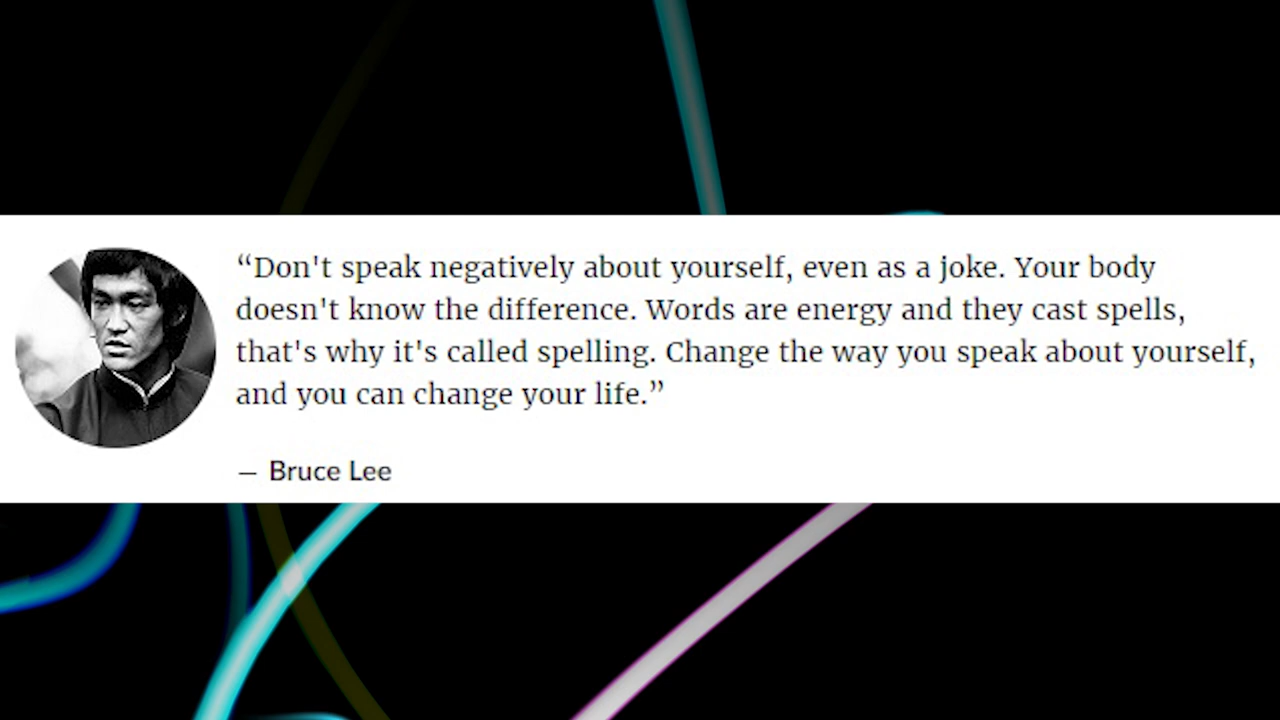 “Don't speak negatively about yourself, even as a joke. Your body
doesn't know the difference. Words are energy and they cast spells,
that's why it's called spelling. Change the way you speak about yourself,
and you can change your life.”
— Bruce Lee